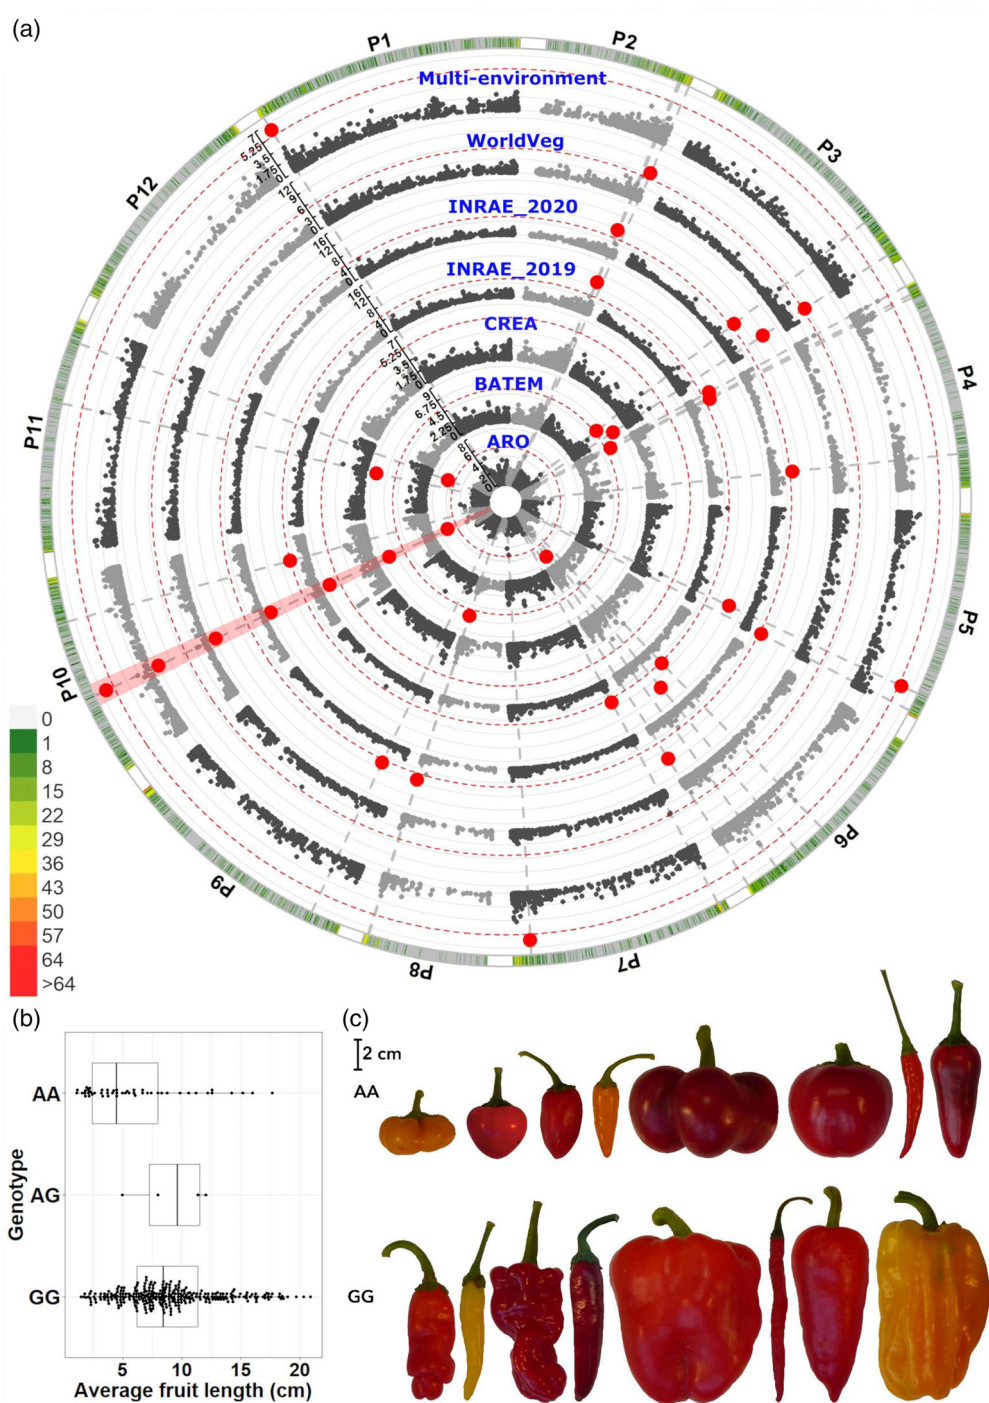 (a)
P1
P2
P3
P4
P5
P6
P7
P8
P9
P10
P11
P12
Multi-environment
WorldVeg
INRAE_2020
INRAE_2019
CREA
BATEM
ARO
7
5.25
3.5
1.75
0
12
9
6
3
0
16
12
8
4
0
16
12
8
4
0
7
5.25
3.5
1.75
0
9
6.75
4.5
2.25
0
8
6
4
2
0
0
1
8
15
22
29
36
43
50
57
64
>64
(b)
Genotype
AA
AG
GG
5 10 15 20
Average fruit length (cm)
(c)
2 cm
AA
GG